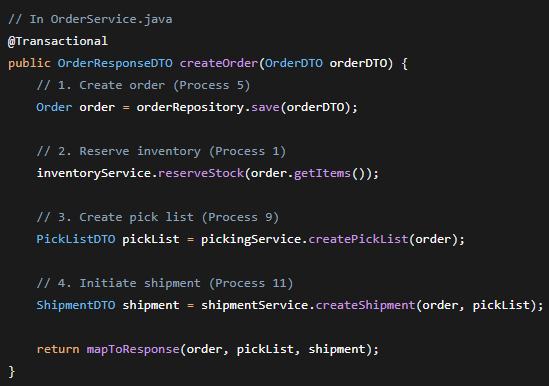 // In OrderService.java
@Transactional
public OrderResponseDTO createOrder(OrderDTO orderDTO) {
// 1. Create order (Process 5)
Order order = orderRepository.save(orderDTO);
// 2. Reserve inventory (Process 1)
inventoryService.reserveStock(order.getItems());
// 3. Create pick list (Process 9)
PickListDTO pickList = pickingService.createPickList(order);
// 4. Initiate shipment (Process 11)
ShipmentDTO shipment = shipmentService.createShipment(order, pickList);
return mapToResponse(order, pickList, shipment);
}